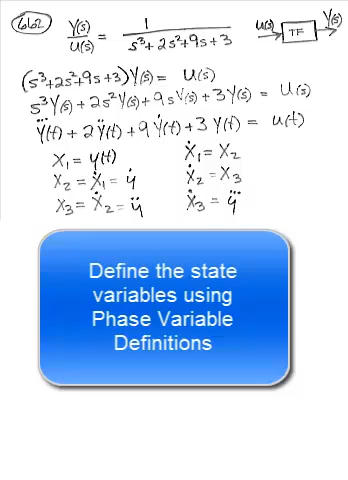 6.62 Y(s)/U(s) = 1/(s³+2s²+9s+3) U(s) TF Y(s)
(s³+2s²+9s+3)Y(s) = U(s)
s³Y(s)+2s²Y(s)+9sY(s)+3Y(s) = U(s)
y⃛(t) + 2ÿ(t) + 9ẏ(t) + 3y(t) = u(t)
x₁ = y(t) ẋ₁ = x₂
x₂ = ẋ₁ = ẏ ẋ₂ = x₃
x₃ = ẋ₂ = ÿ ẋ₃ = y⃛
Define the state
variables using
Phase Variable
Definitions